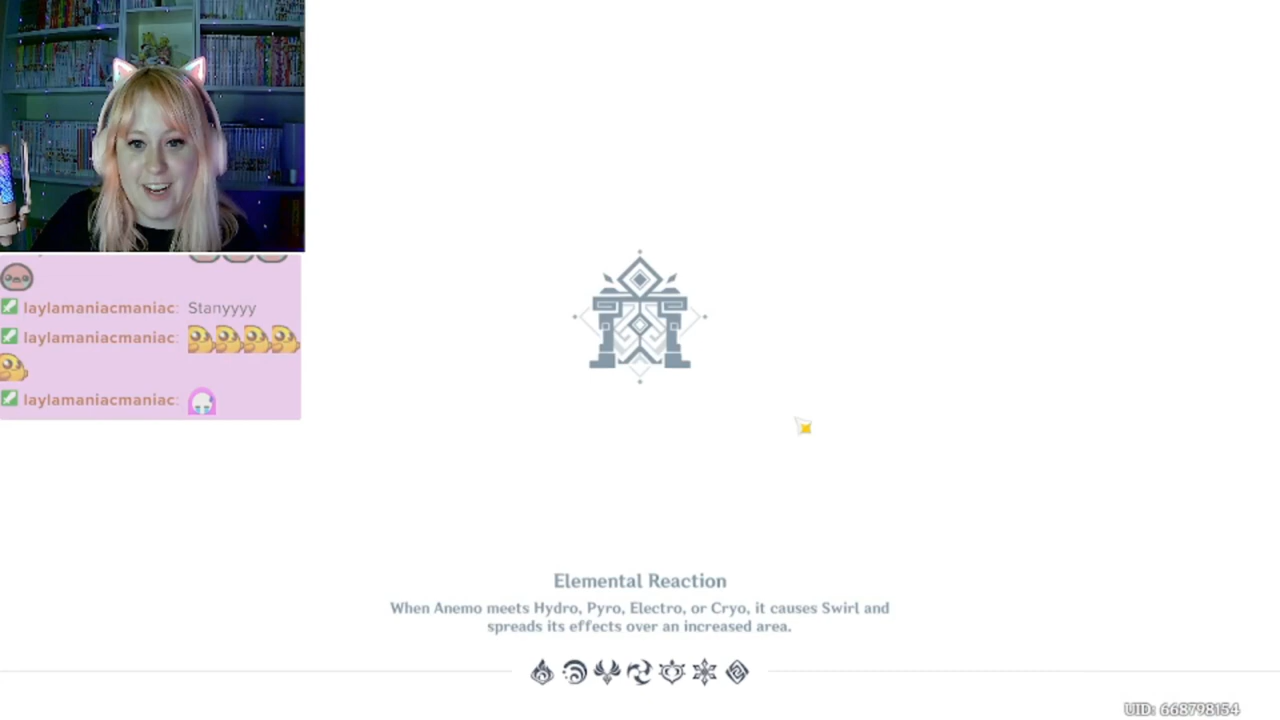 laylamaniacmaniac: Stanyyyy
laylamaniacmaniac:
laylamaniacmaniac:
Elemental Reaction
When Anemo meets Hydro, Pyro, Electro, or Cryo, it causes Swirl and
spreads its effects over an increased area.
UID: 668798154